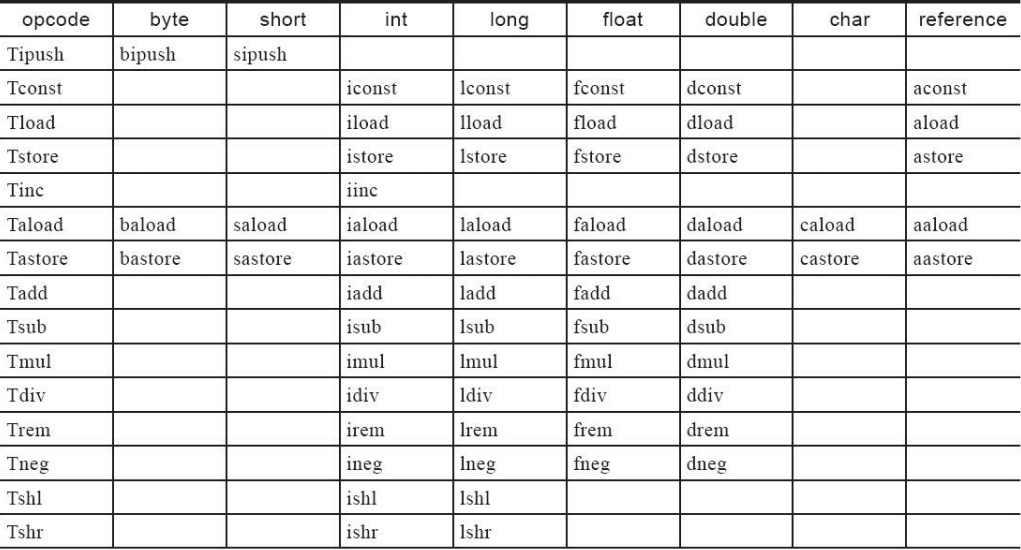 opcode byte short int long float double char reference
Tipush bipush sipush
Tconst iconst lconst fconst dconst aconst
Tload iload lload fload dload aload
Tstore istore lstore fstore dstore astore
Tinc iinc
Taload baload saload iaload laload faload daload caload aaload
Tastore bastore sastore iastore lastore fastore dastore castore aastore
Tadd iadd ladd fadd dadd
Tsub isub lsub fsub dsub
Tmul imul lmul fmul dmul
Tdiv idiv ldiv fdiv ddiv
Trem irem lrem frem drem
Tneg ineg lneg fneg dneg
Tshl ishl lshl
Tshr ishr lshr